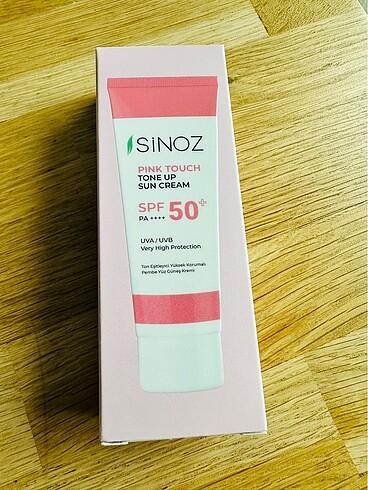 SiNOZ
PINK TOUCH
TONE UP
SUN CREAM
SPF 50+
PA ++++
UVA / UVB
Very High Protection
Ton Eşitleyici Yüksek Korumalı
Pembe Yüz Güneş Kremi